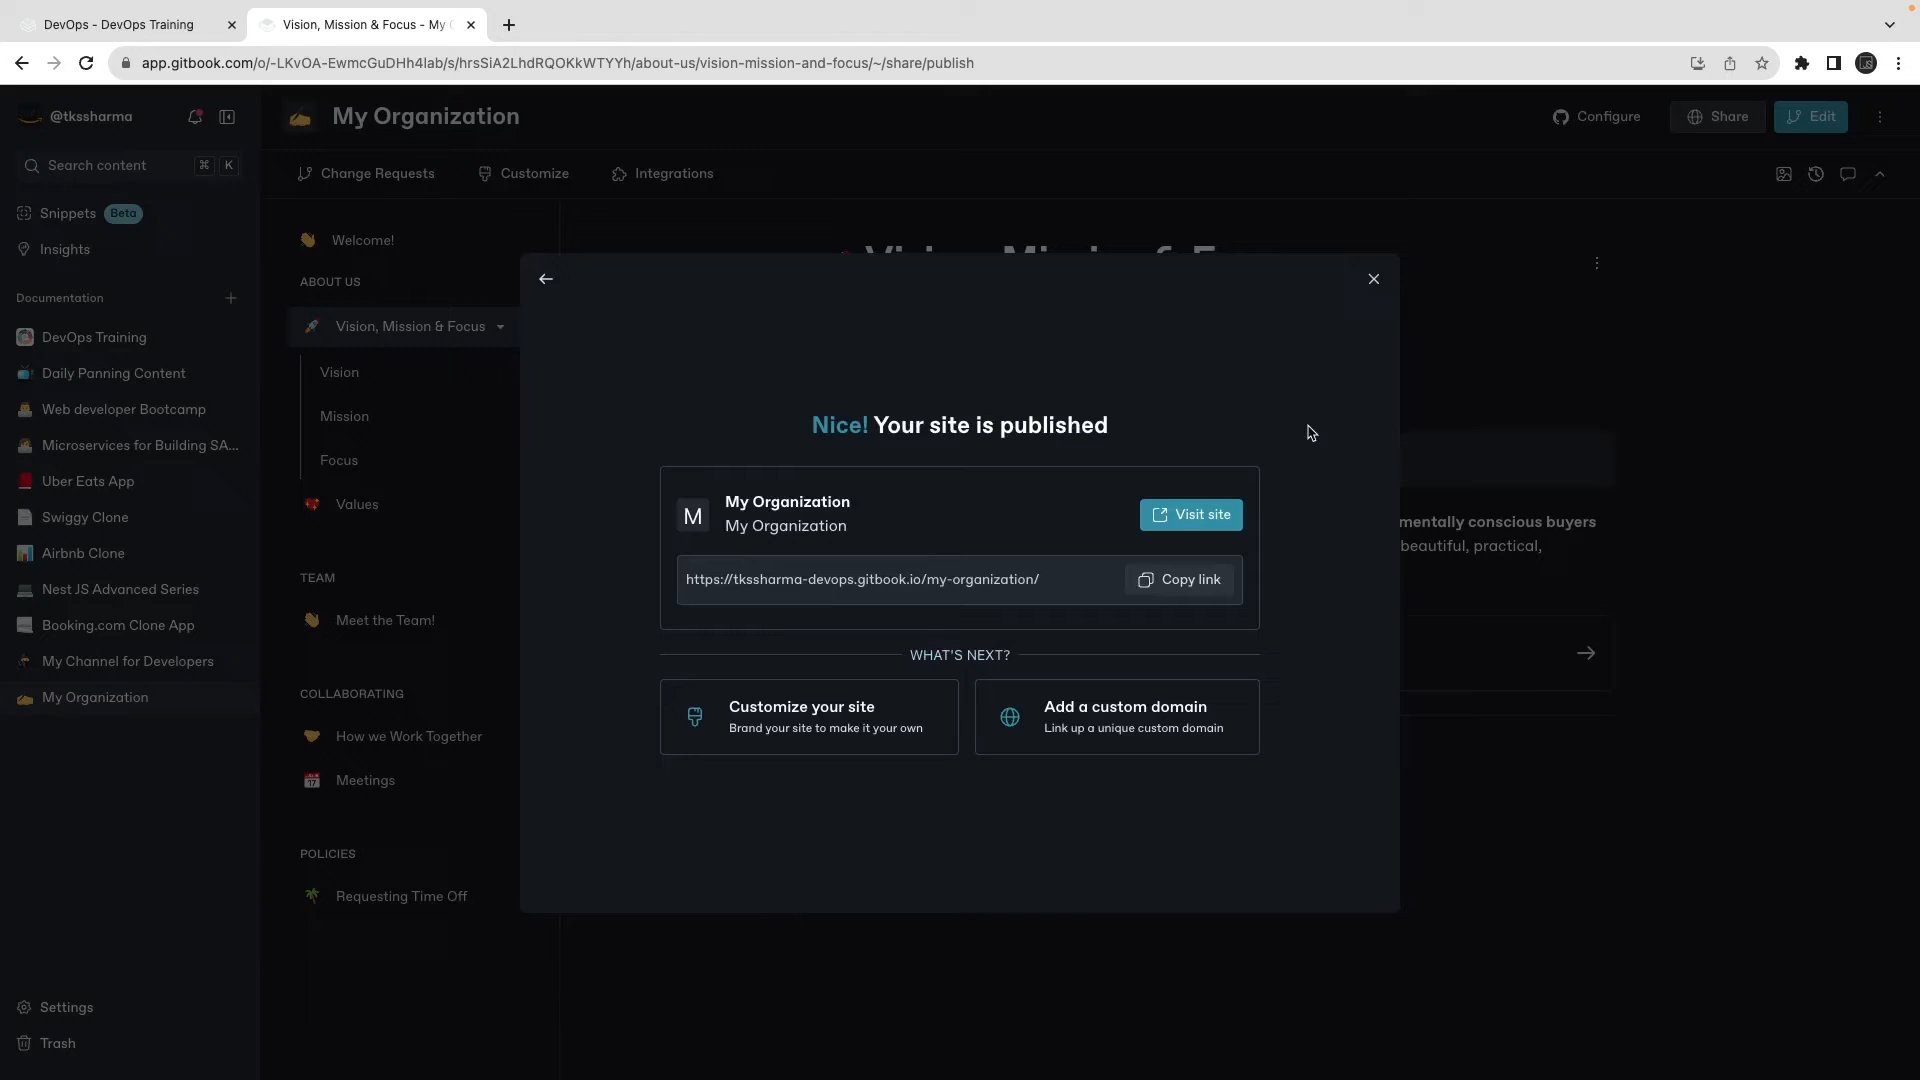 DevOps - DevOps Training
Vision, Mission & Focus - My
app.gitbook.com/o/-LKvOA-EwmcGuDHh4lab/s/hrsSiA2LhdRQOKkWTYYh/about-us/vision-mission-and-focus/~/share/publish
@tkssharma
My Organization
Configure
Share
Edit
Search content
⌘ K
Change Requests
Customize
Integrations
Snippets Beta
Insights
Documentation
DevOps Training
Daily Panning Content
Web developer Bootcamp
Microservices for Building SA...
Uber Eats App
Swiggy Clone
Airbnb Clone
Nest JS Advanced Series
Booking.com Clone App
My Channel for Developers
My Organization
Settings
Trash
Welcome!
ABOUT US
Vision, Mission & Focus
Vision
Mission
Focus
Values
TEAM
Meet the Team!
COLLABORATING
How we Work Together
Meetings
POLICIES
Requesting Time Off
Nice! Your site is published
M
My Organization
My Organization
Visit site
https://tkssharma-devops.gitbook.io/my-organization/
Copy link
WHAT'S NEXT?
Customize your site
Brand your site to make it your own
Add a custom domain
Link up a unique custom domain
mentally conscious buyers
beautiful, practical,